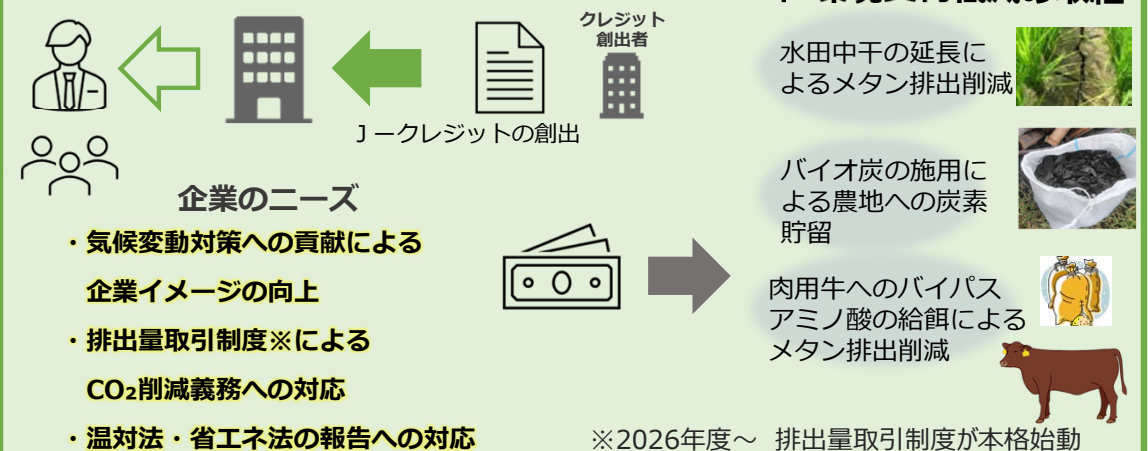 クレジット
創出者
Jークレジットの創出
水田中干の延長に
よるメタン排出削減
バイオ炭の施用に
よる農地への炭素
貯留
肉用牛へのバイパス
アミノ酸の給餌による
メタン排出削減
企業のニーズ
・気候変動対策への貢献による
企業イメージの向上
・排出量取引制度※による
CO₂削減義務への対応
・温対法・省エネ法の報告への対応
※2026年度～ 排出量取引制度が本格始動